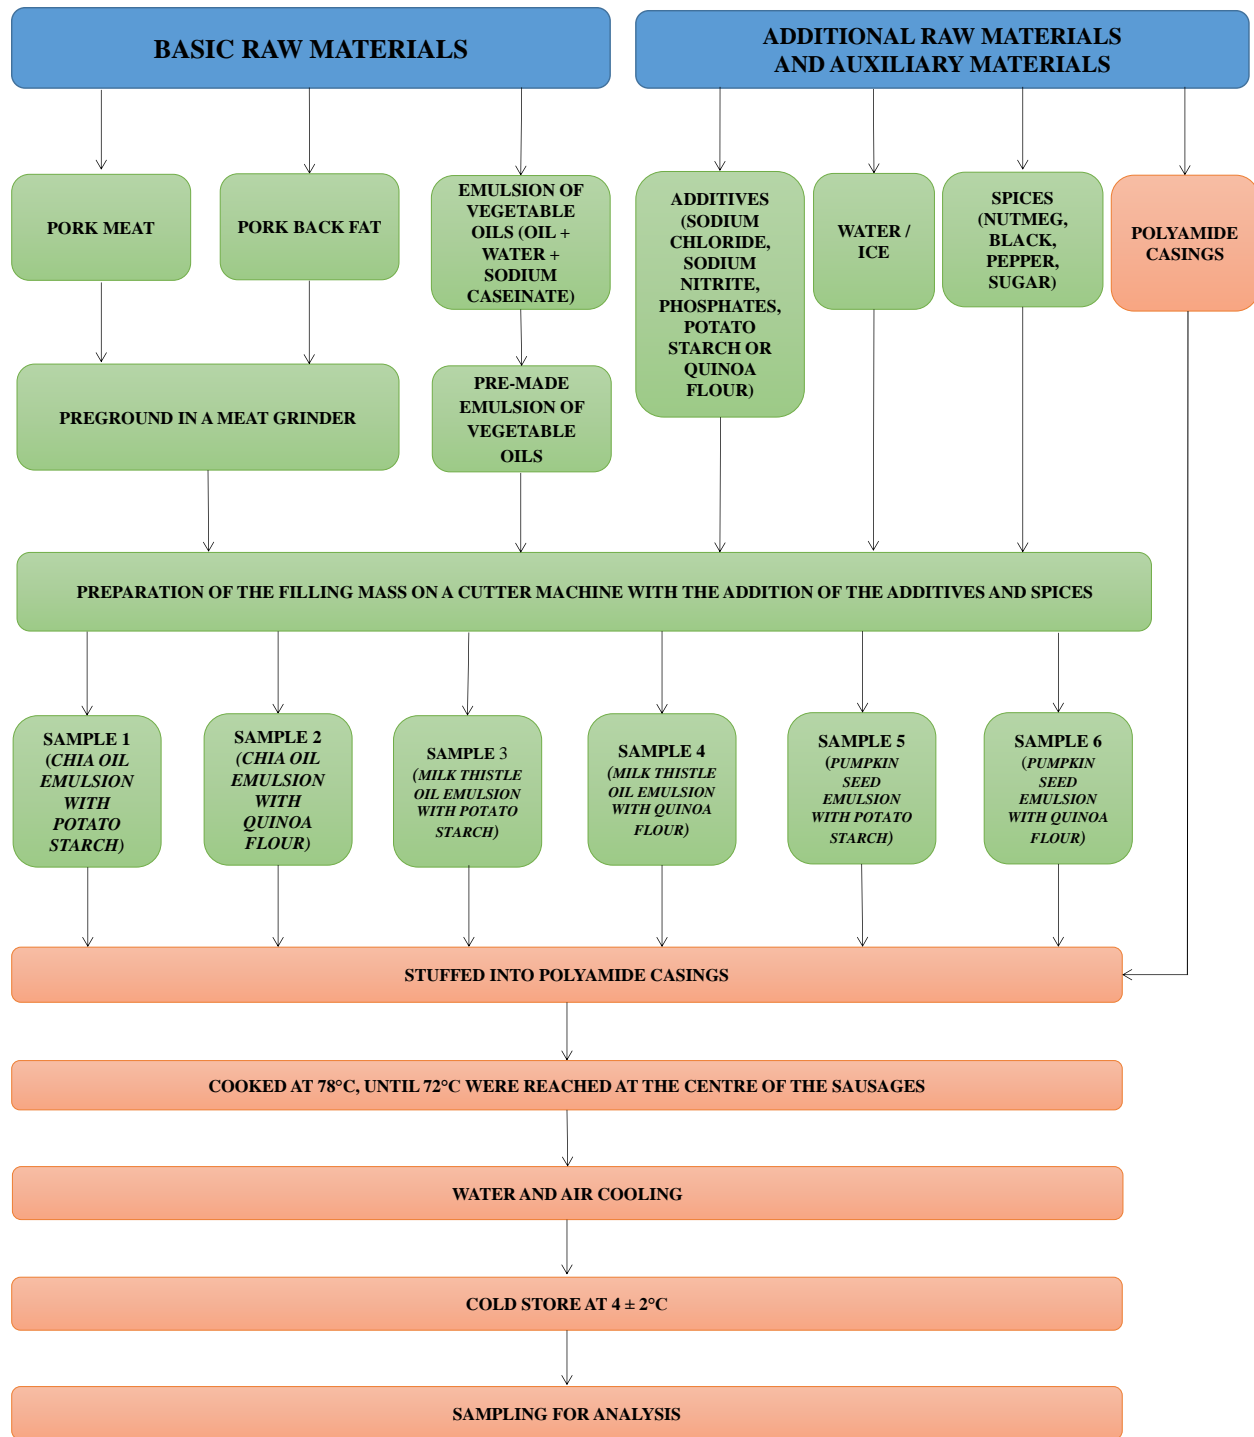 BASIC RAW MATERIALS
ADDITIONAL RAW MATERIALS
AND AUXILIARY MATERIALS
PORK MEAT
PORK BACK FAT
EMULSION OF
VEGETABLE
OILS (OIL +
WATER +
SODIUM
CASEINATE)
ADDITIVES
(SODIUM
CHLORIDE,
SODIUM
NITRITE,
PHOSPHATES,
POTATO
STARCH OR
QUINOA
FLOUR)
WATER /
ICE
SPICES
(NUTMEG,
BLACK,
PEPPER,
SUGAR)
POLYAMIDE
CASINGS
PREGROUND IN A MEAT GRINDER
PRE-MADE
EMULSION OF
VEGETABLE
OILS
PREPARATION OF THE FILLING MASS ON A CUTTER MACHINE WITH THE ADDITION OF THE ADDITIVES AND SPICES
SAMPLE 1
(CHIA OIL
EMULSION
WITH
POTATO
STARCH)
SAMPLE 2
(CHIA OIL
EMULSION
WITH
QUINOA
FLOUR)
SAMPLE 3
(MILK THISTLE
OIL EMULSION
WITH POTATO
STARCH)
SAMPLE 4
(MILK THISTLE
OIL EMULSION
WITH QUINOA
FLOUR)
SAMPLE 5
(PUMPKIN
SEED
EMULSION
WITH POTATO
STARCH)
SAMPLE 6
(PUMPKIN
SEED
EMULSION
WITH QUINOA
FLOUR)
STUFFED INTO POLYAMIDE CASINGS
COOKED AT 78°C, UNTIL 72°C WERE REACHED AT THE CENTRE OF THE SAUSAGES
WATER AND AIR COOLING
COLD STORE AT 4 ± 2°C
SAMPLING FOR ANALYSIS